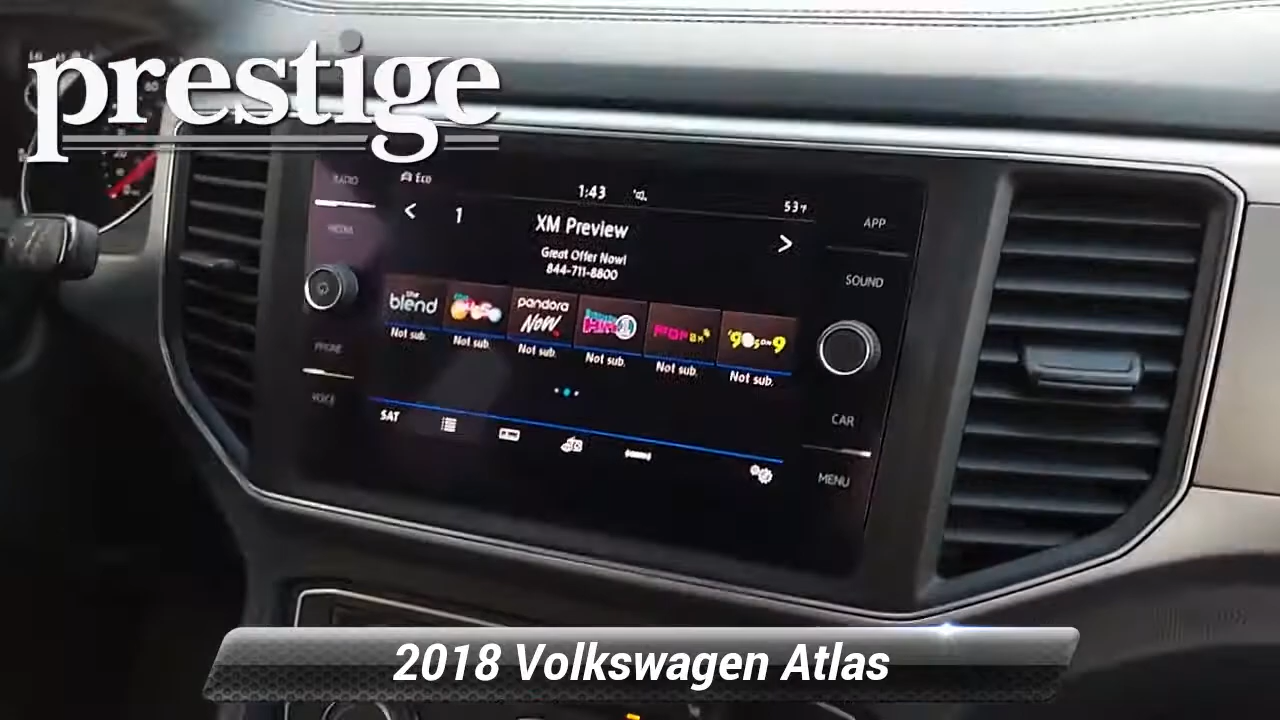 prestige
RADIO
MEDIA
PHONE
VOICE
Eco
1:43
53°F
1
XM Preview
Great Offer Now!
844-711-8800
the blend
pandora NOW
'90s on 9
Not sub.
Not sub.
Not sub.
Not sub.
Not sub.
Not sub.
SAT
APP
SOUND
CAR
MENU
2018 Volkswagen Atlas